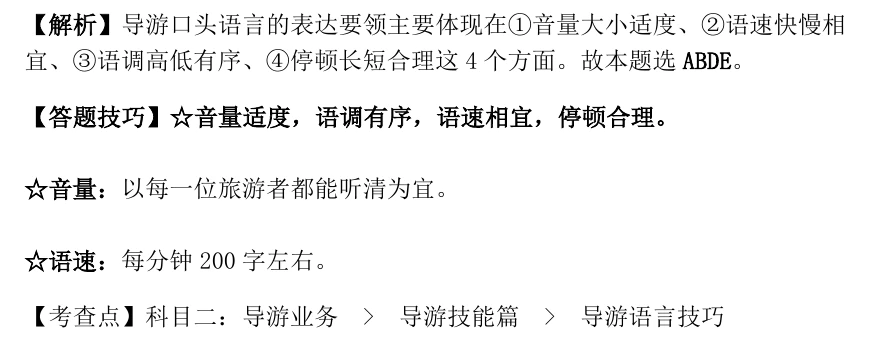 【解析】导游口头语言的表达要领主要体现在①音量大小适度、②语速快慢相
宜、③语调高低有序、④停顿长短合理这 4 个方面。故本题选 ABDE。
【答题技巧】☆音量适度，语调有序，语速相宜，停顿合理。
☆音量：以每一位旅游者都能听清为宜。
☆语速：每分钟 200 字左右。
【考查点】科目二：导游业务 > 导游技能篇 > 导游语言技巧